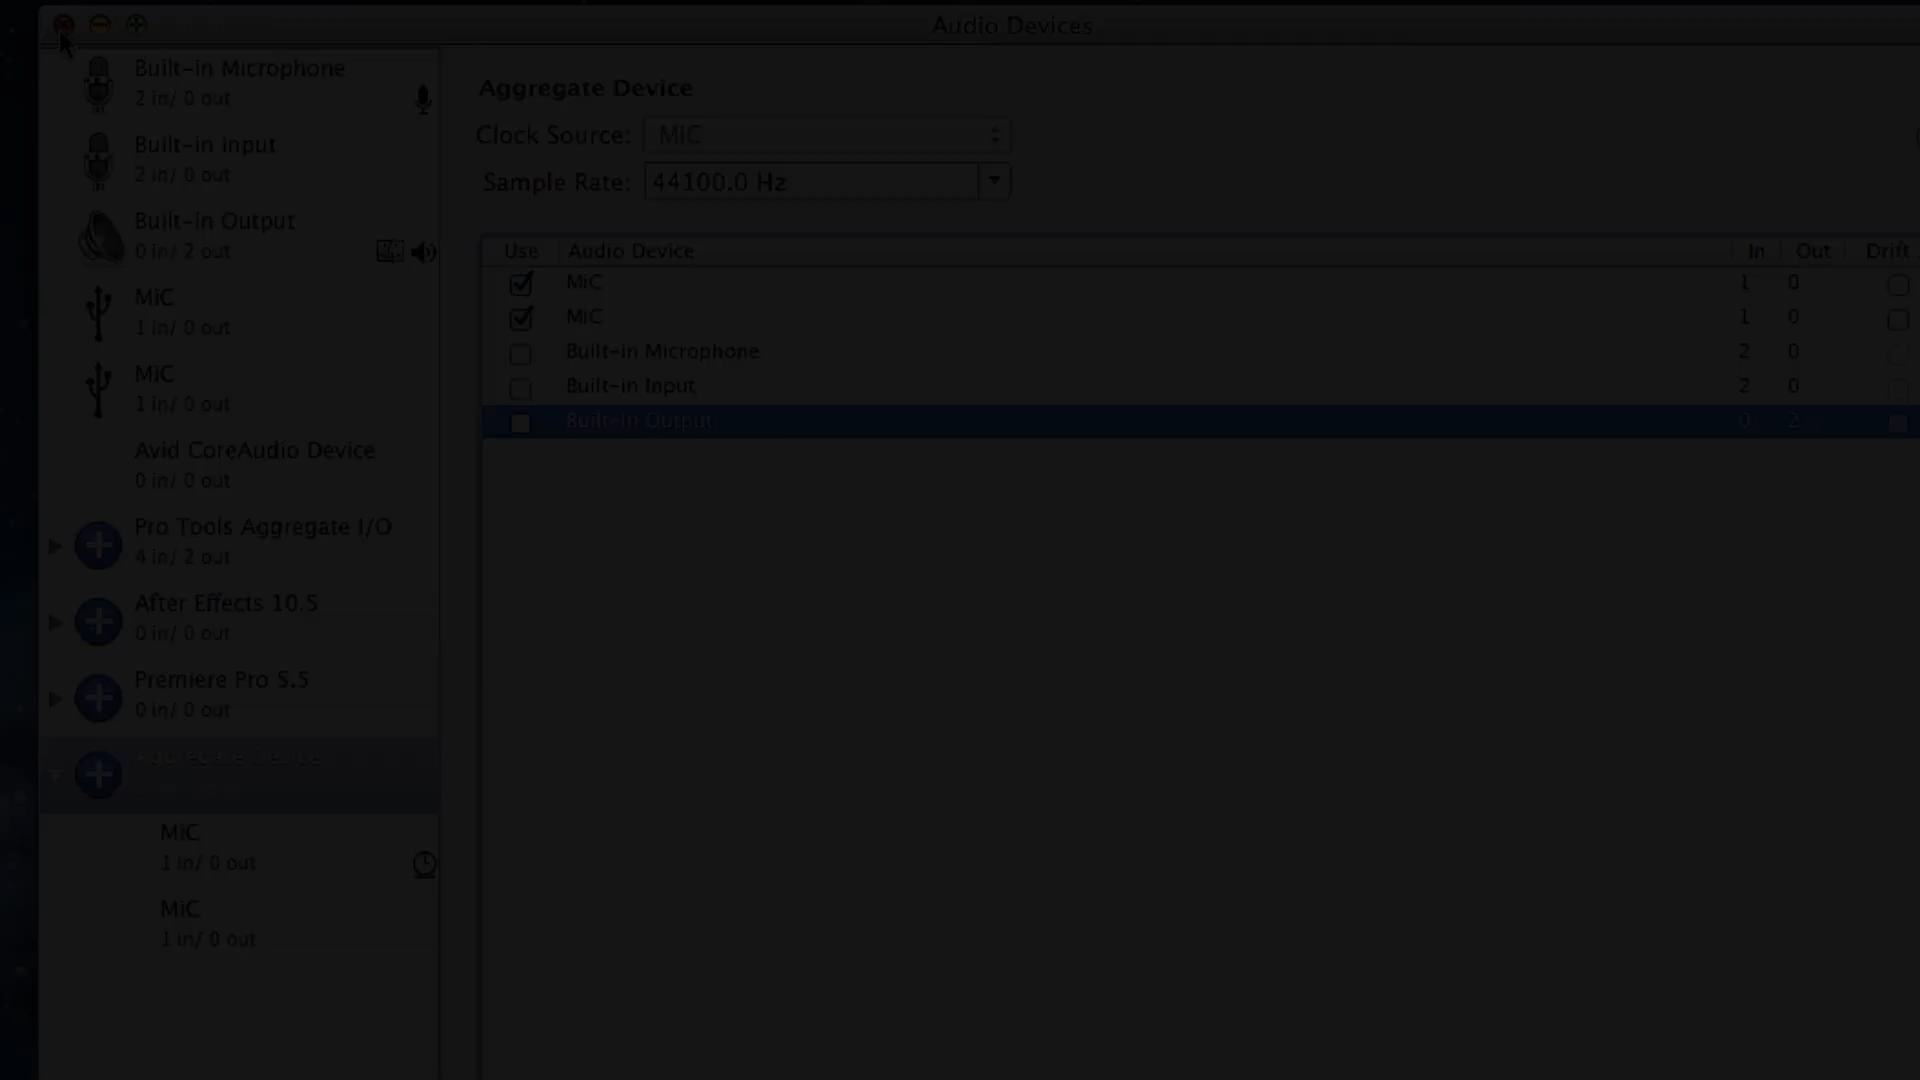 Audio Devices
Built-in Microphone
2 in/ 0 out
Built-in Input
2 in/ 0 out
Built-in Output
0 in/ 2 out
MiC
1 in/ 0 out
MiC
1 in/ 0 out
Avid CoreAudio Device
0 in/ 0 out
Pro Tools Aggregate I/O
4 in/ 2 out
After Effects 10.5
0 in/ 0 out
Premiere Pro 5.5
0 in/ 0 out
Aggregate Device
MiC
1 in/ 0 out
MiC
1 in/ 0 out
Aggregate Device
Clock Source: MiC
Sample Rate: 44100.0 Hz
Use Audio Device In Out Drift
MiC 1 0
MiC 1 0
Built-in Microphone 2 0
Built-in Input 2 0
Built-in Output 0 2